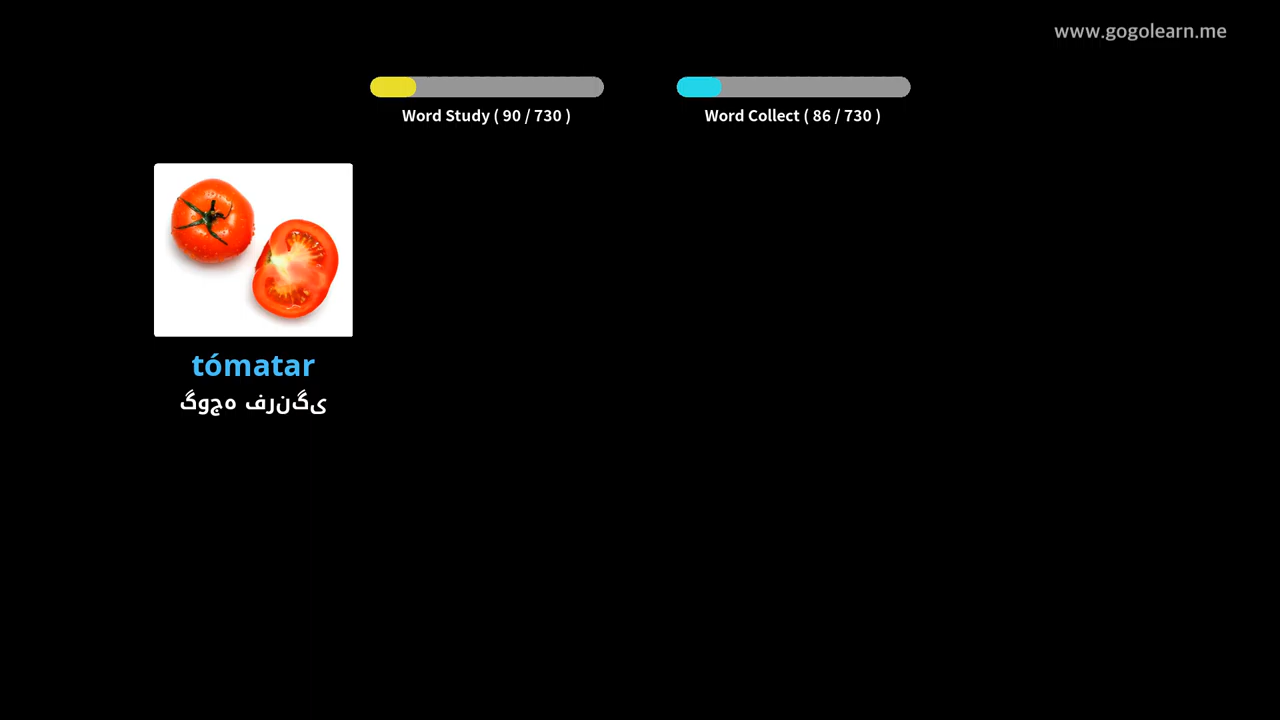 www.gogolearn.me
Word Study ( 90 / 730 )
Word Collect ( 86 / 730 )
tómatar
گوجه فرنگی